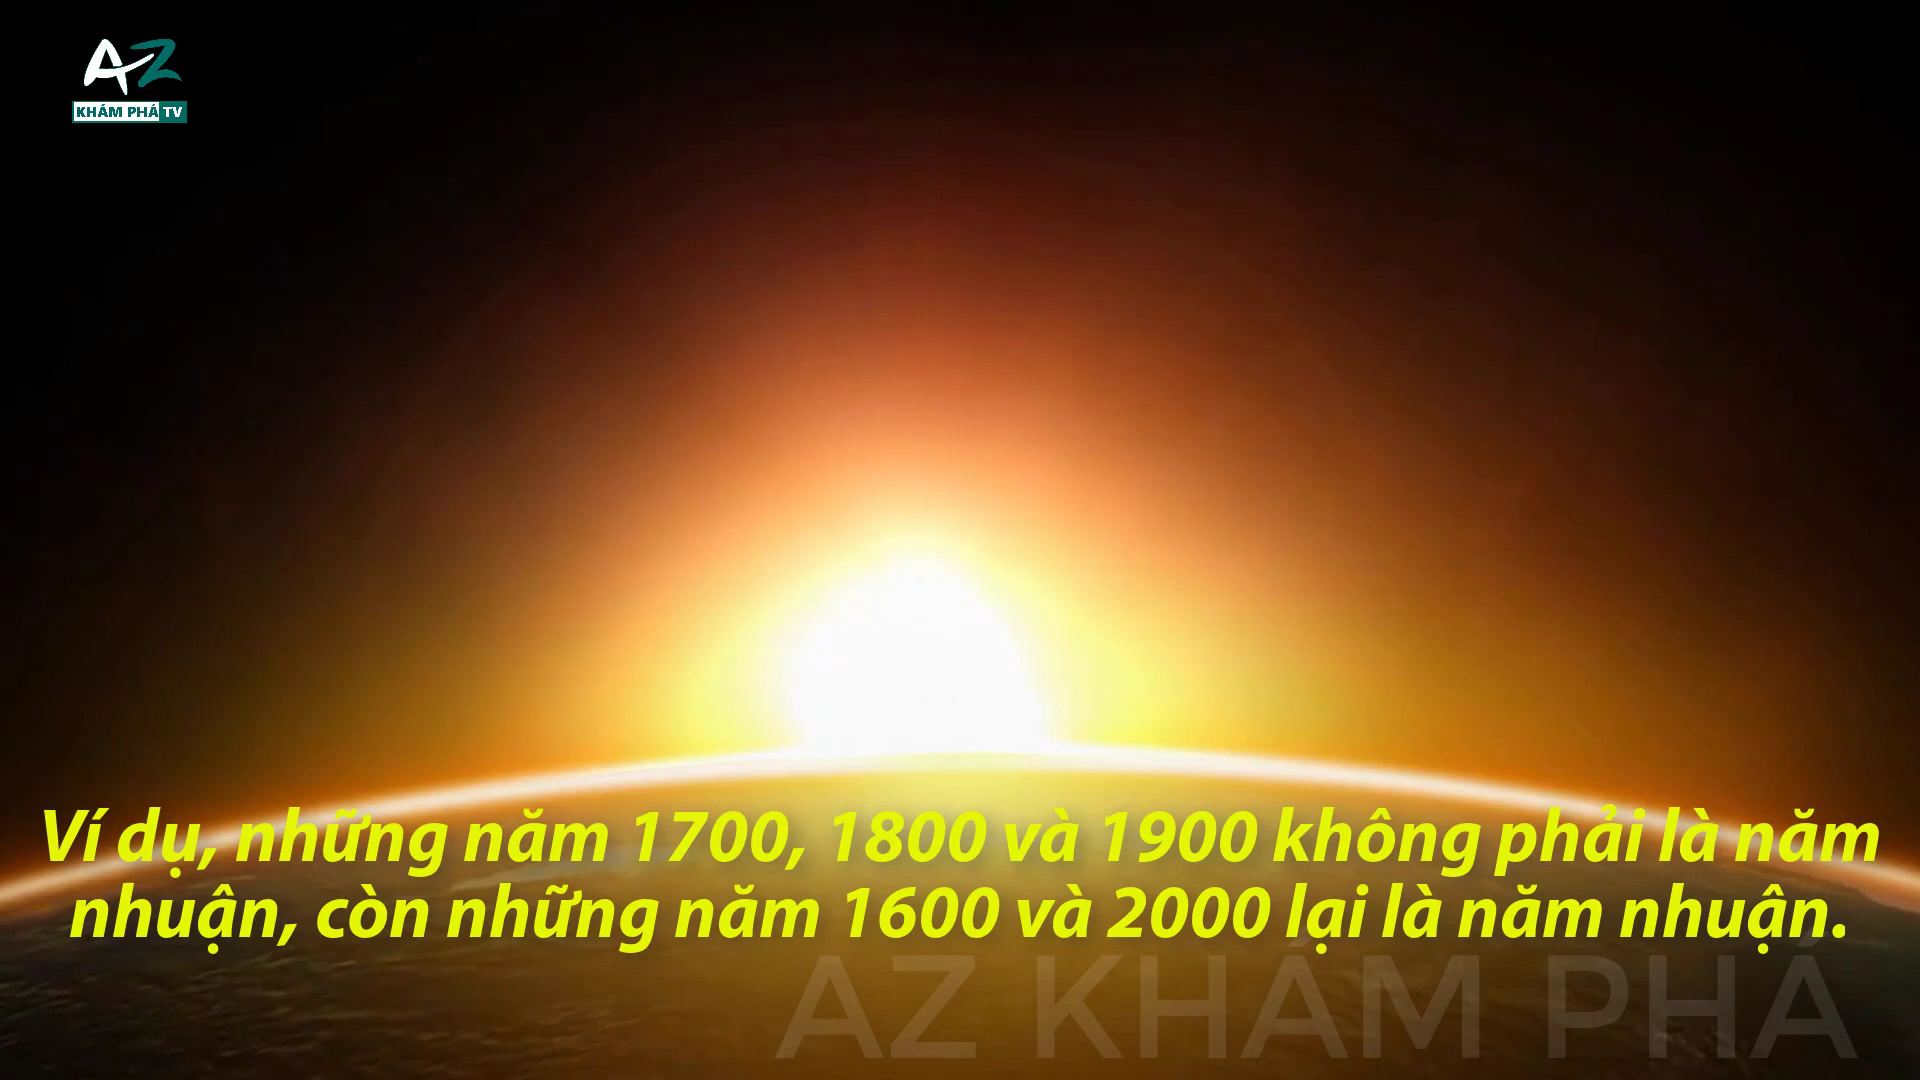 AZ
KHÁM PHÁ TV
Ví dụ, những năm 1700, 1800 và 1900 không phải là năm
nhuận, còn những năm 1600 và 2000 lại là năm nhuận.
AZ KHÁM PHÁ